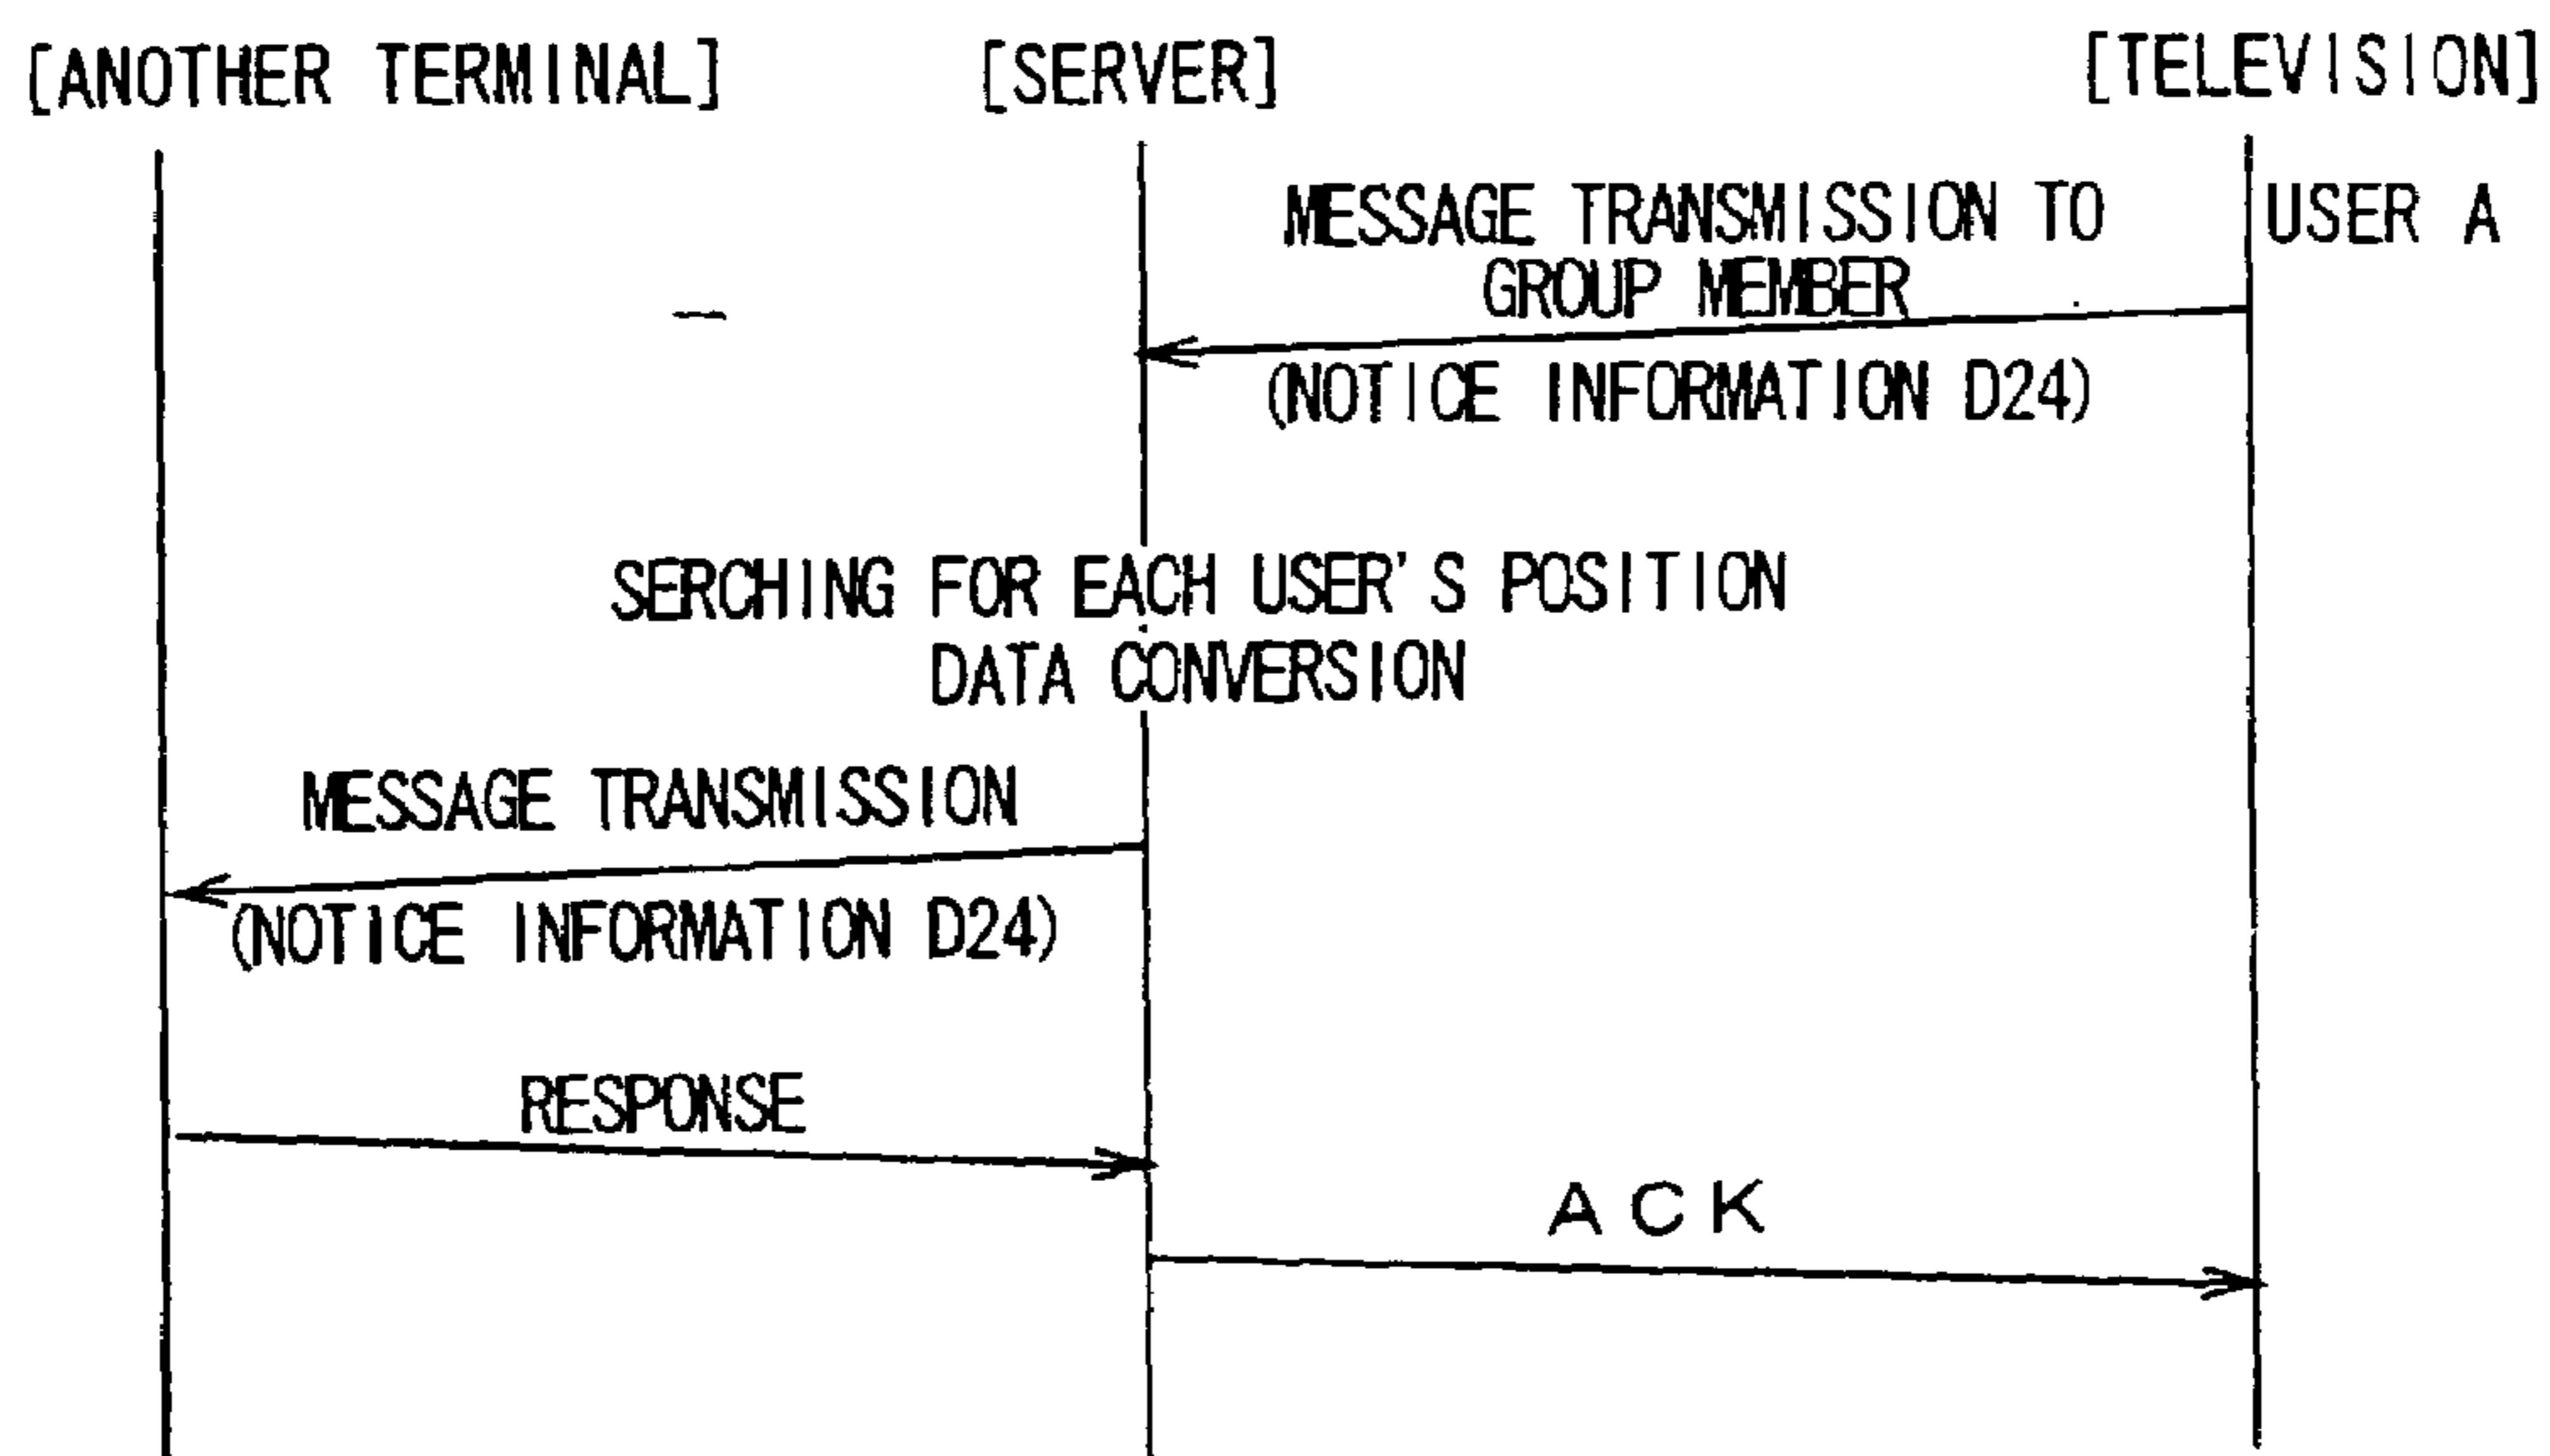 [ANOTHER TERMINAL] [SERVER] [TELEVISION]
MESSAGE TRANSMISSION TO USER A
GROUP MEMBER
(NOTICE INFORMATION D24)
SERCHING FOR EACH USER'S POSITION
DATA CONVERSION
MESSAGE TRANSMISSION
(NOTICE INFORMATION D24)
RESPONSE
ACK